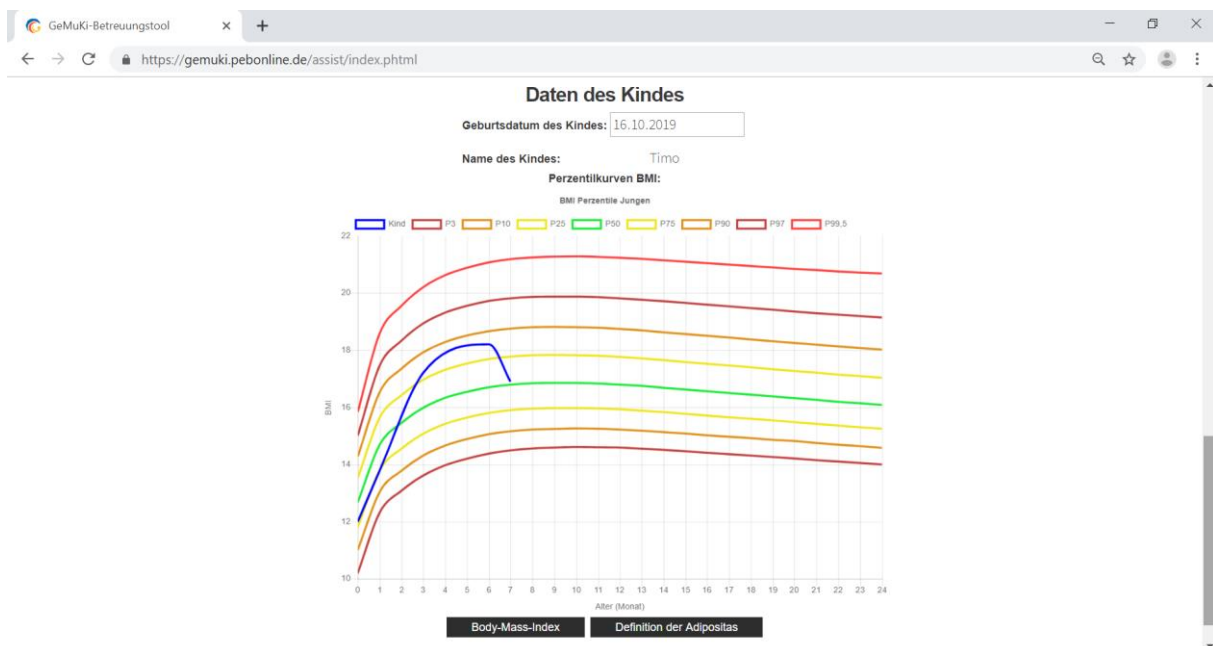 GeMuKi-Betreuungstool
https://gemuki.pebonline.de/assist/index.phtml
Daten des Kindes
Geburtsdatum des Kindes: 16.10.2019
Name des Kindes: Timo
Perzentilkurven BMI:
BMI Perzentile Jungen
Kind P3 P10 P25 P50 P75 P90 P97 P99,5
22
20
18
16
14
12
10
BMI
0 1 2 3 4 5 6 7 8 9 10 11 12 13 14 15 16 17 18 19 20 21 22 23 24
Alter (Monat)
Body-Mass-Index Definition der Adipositas